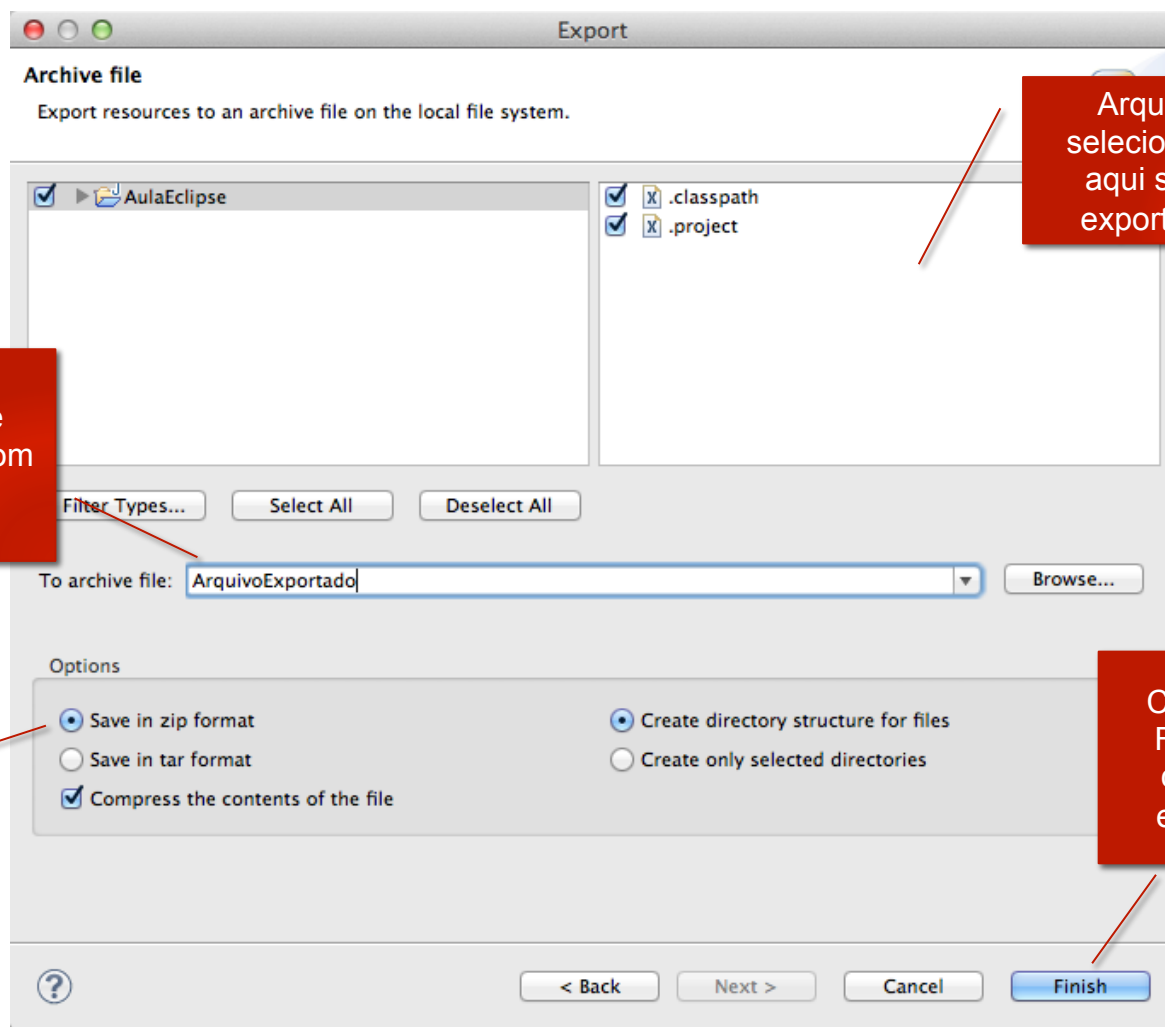 Export
Archive file
Export resources to an archive file on the local file system.
AulaEclipse
.classpath
.project
aqui
om
Filter Types...
Select All
Deselect All
To archive file:
ArquivoExportado
Browse...
Options
Save in zip format
Create directory structure for files
Save in tar format
Create only selected directories
Compress the contents of the file
< Back
Next >
Cancel
Finish